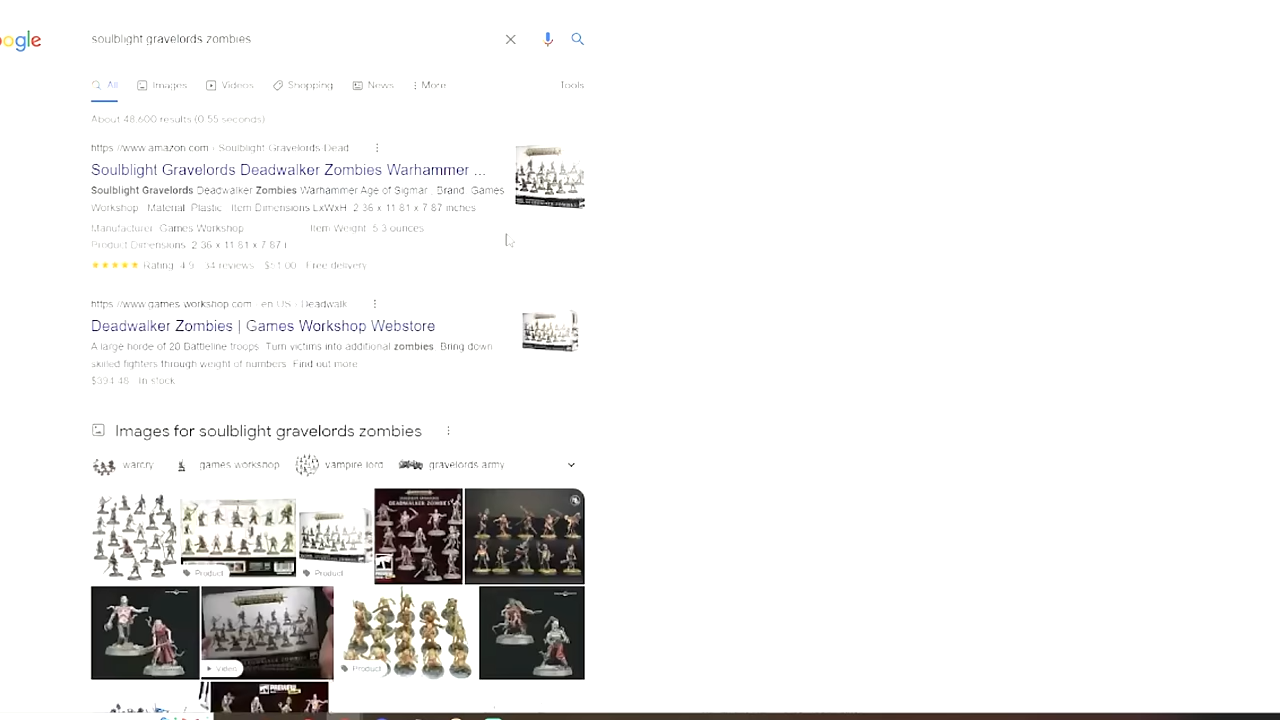 ogle
soulblight gravelords zombies
All Images Videos Shopping News More Tools
About 48,600 results (0.55 seconds)
https://www.amazon.com › Soulblight Gravelords Dead
Soulblight Gravelords Deadwalker Zombies Warhammer ...
Soulblight Gravelords Deadwalker Zombies Warhammer Age of Sigmar : Brand, Games
Workshop ; Material, Plastic ; Item Dimensions LxWxH, 2.36 x 11.81 x 7.87 inches
Manufacturer: Games Workshop Item Weight: 5.3 ounces
Product Dimensions: 2.36 x 11.81 x 7.87 i
Rating: 4.9 34 reviews $51.00 Free delivery
https://www.games-workshop.com › en-US › Deadwalk
Deadwalker Zombies | Games Workshop Webstore
A large horde of 20 Battleline troops. Turn victims into additional zombies. Bring down
skilled fighters through weight of numbers. Find out more.
In stock
Images for soulblight gravelords zombies
warcry games workshop vampire lord gravelords army
DEADWALKER ZOMBIES
Product Product
Video Product
PREVIEW